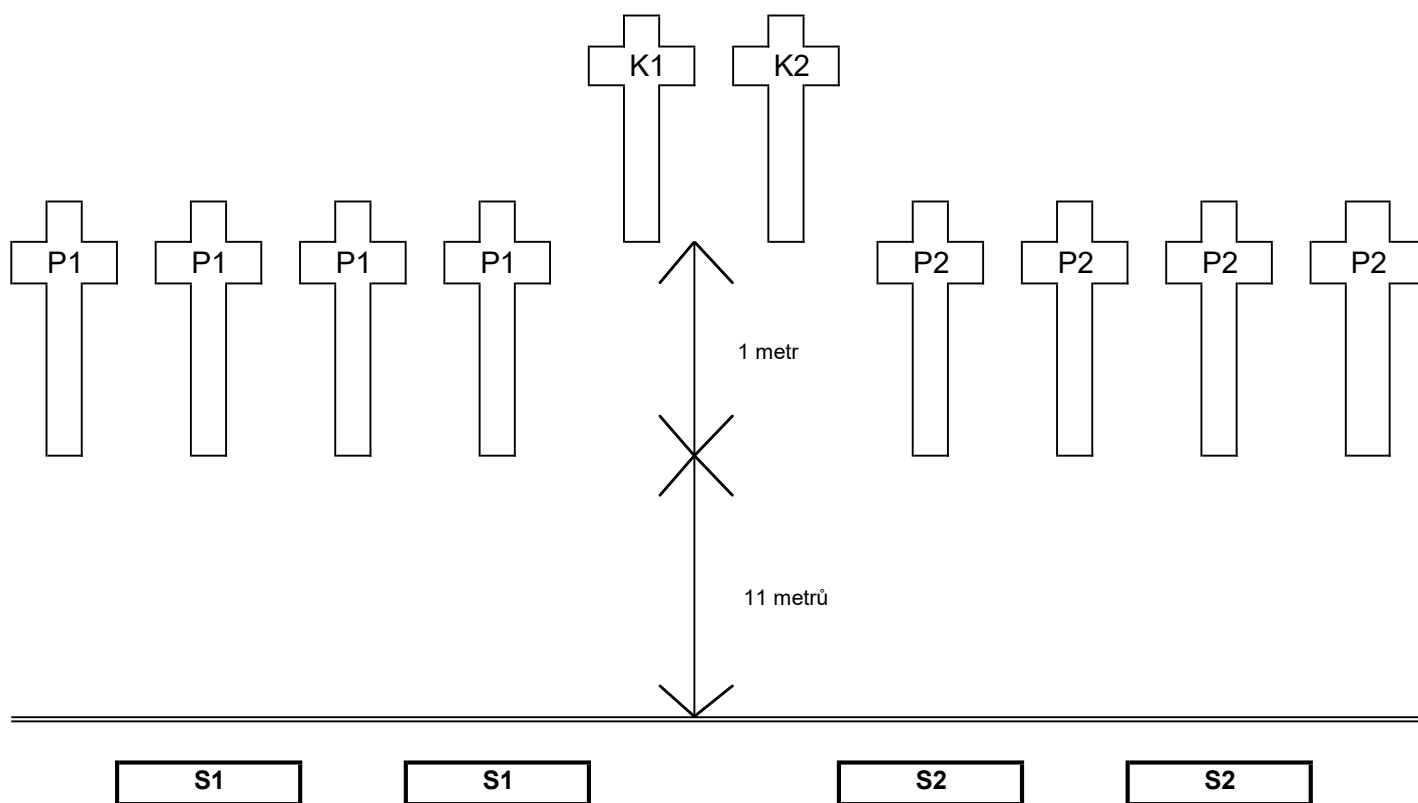 K1 K2
P1 P1 P1 P1 P2 P2 P2 P2
1 metr
11 metrů
S1 S1 S2 S2